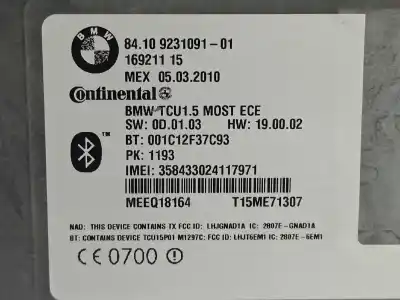 BMW
84.10 9231091-01
169211 15
MEX 05.03.2010
Continental
BMW TCU1.5 MOST ECE
SW: 0D.01.03 HW: 19.00.02
BT: 001C12F37C93
PK: 1193
IMEI: 358433024117971
MEEQ18164 T15ME71307
NAD: THIS DEVICE CONTAINS TX FCC ID: LHJGNAD1A IC: 2807E-GNAD1A
BT: CONTAINS DEVICE TCU15P01-M1297C: FCC ID: LHJT6EM1 IC: 2807E-6EM1
CE 0700